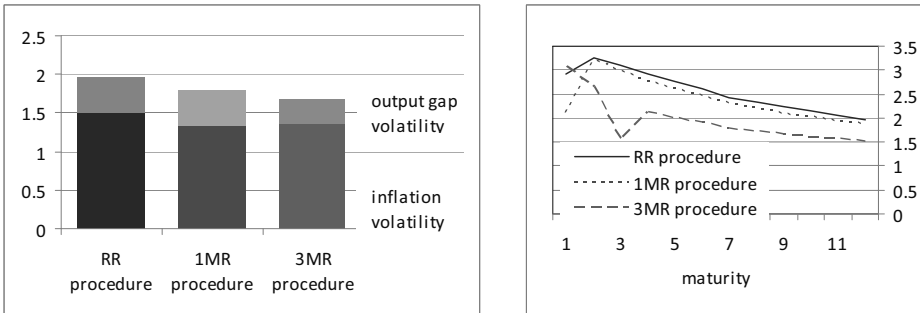 2.5
2
1.5
1
0.5
0
output gap
volatility
inflation
volatility
RR 1MR 3MR
procedure procedure procedure
3.5
3
2.5
2
1.5
1
0.5
0
RR procedure
1MR procedure
3MR procedure
1 3 5 7 9 11
maturity